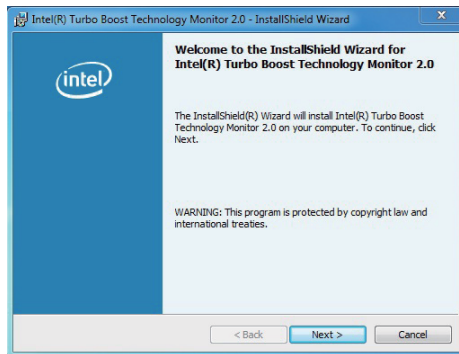 Intel(R) Turbo Boost Technology Monitor 2.0 - InstallShield Wizard
X
(intel)
Welcome to the InstallShield Wizard for
Intel(R) Turbo Boost Technology Monitor 2.0
The InstallShield(R) Wizard will install Intel(R) Turbo Boost
Technology Monitor 2.0 on your computer. To continue, click
Next.
WARNING: This program is protected by copyright law and
international treaties.
< Back Next > Cancel